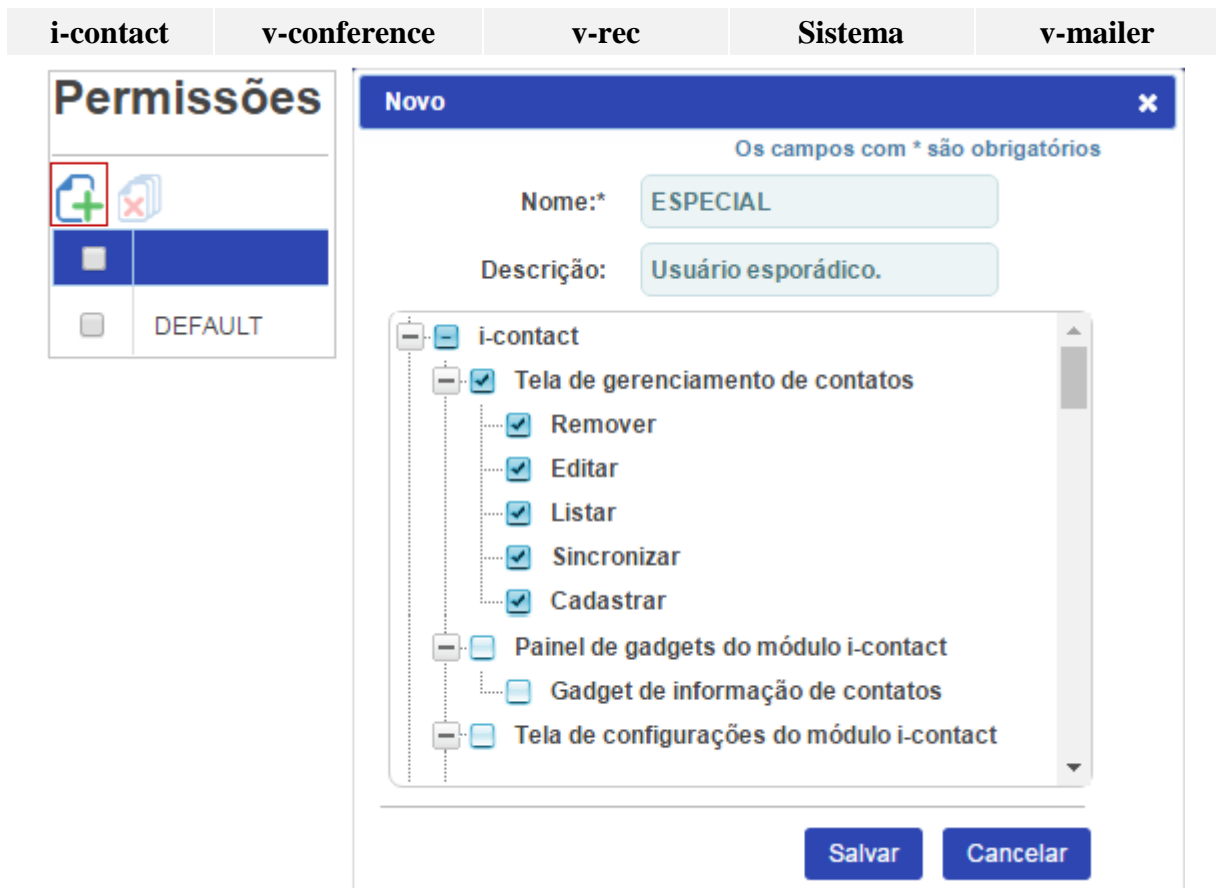 i-contact v-conference v-rec Sistema v-mailer
Permissões
DEFAULT
Novo
Os campos com * são obrigatórios
Nome:* ESPECIAL
Descrição: Usuário esporádico.
i-contact
Tela de gerenciamento de contatos
Remover
Editar
Listar
Sincronizar
Cadastrar
Painel de gadgets do módulo i-contact
Gadget de informação de contatos
Tela de configurações do módulo i-contact
Salvar Cancelar